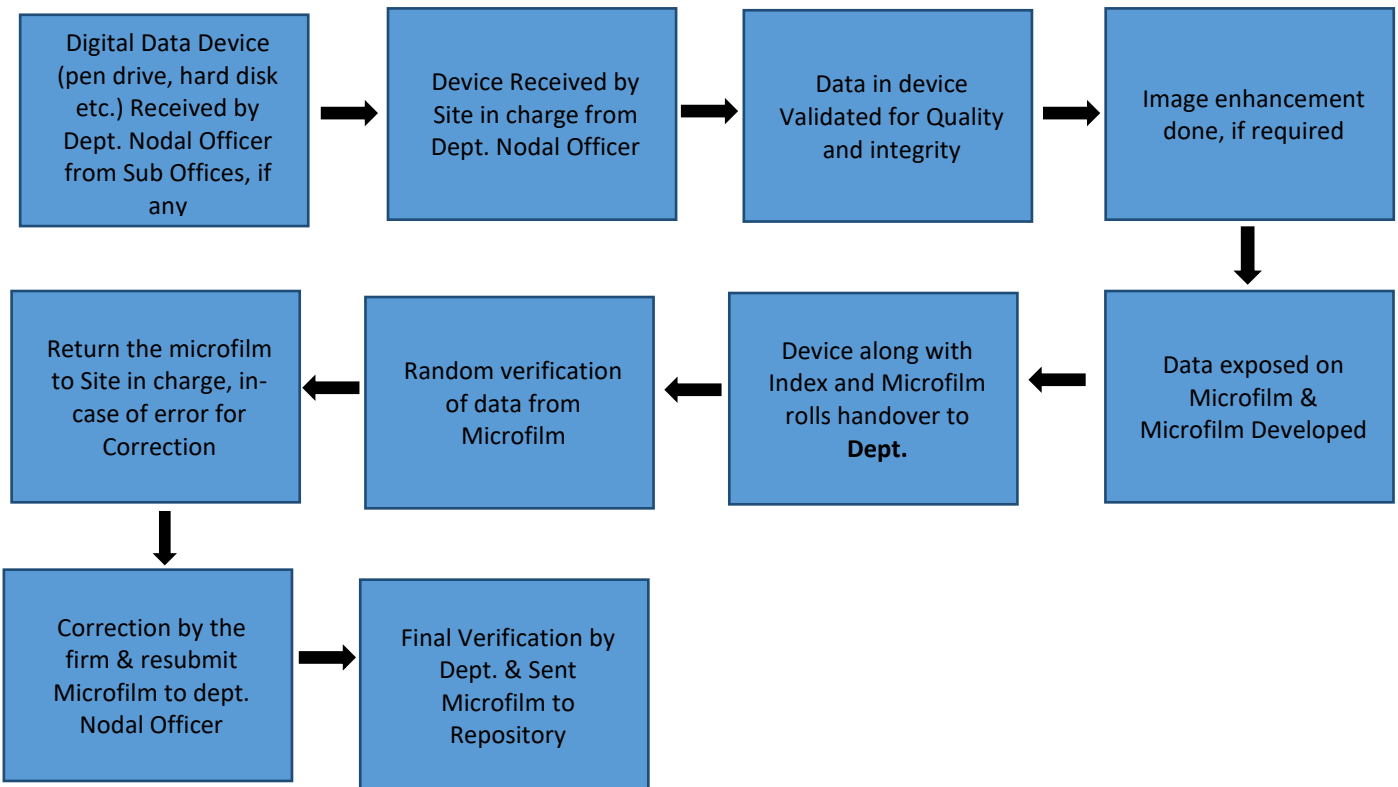 Digital Data Device
(pen drive, hard disk
etc.) Received by
Dept. Nodal Officer
from Sub Offices, if
any
Device Received by
Site in charge from
Dept. Nodal Officer
Data in device
Validated for Quality
and integrity
Image enhancement
done, if required
Data exposed on
Microfilm &
Microfilm Developed
Device along with
Index and Microfilm
rolls handover to
Dept.
Random verification
of data from
Microfilm
Return the microfilm
to Site in charge, in-
case of error for
Correction
Correction by the
firm & resubmit
Microfilm to dept.
Nodal Officer
Final Verification by
Dept. & Sent
Microfilm to
Repository